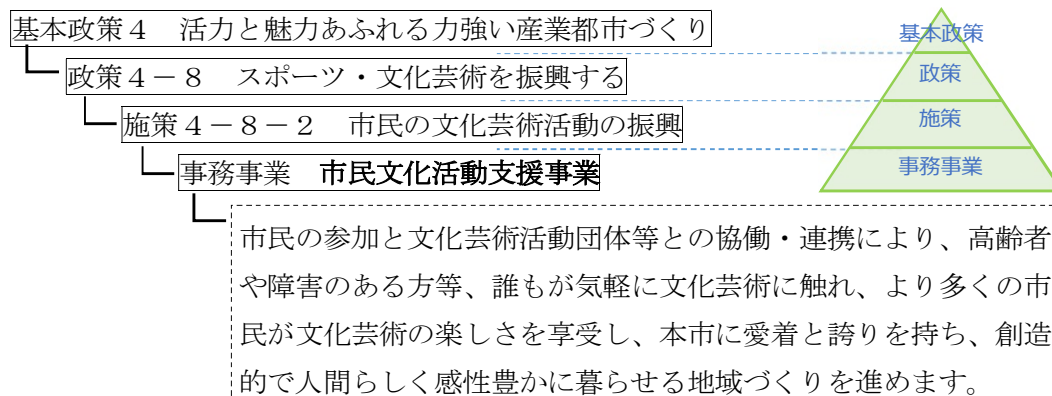 基本政策４　活力と魅力あふれる力強い産業都市づくり
政策４－８　スポーツ・文化芸術を振興する
施策４－８－２　市民の文化芸術活動の振興
事務事業　市民文化活動支援事業
市民の参加と文化芸術活動団体等との協働・連携により、高齢者
や障害のある方等、誰もが気軽に文化芸術に触れ、より多くの市
民が文化芸術の楽しさを享受し、本市に愛着と誇りを持ち、創造
的で人間らしく感性豊かに暮らせる地域づくりを進めます。
基本政策
政策
施策
事務事業